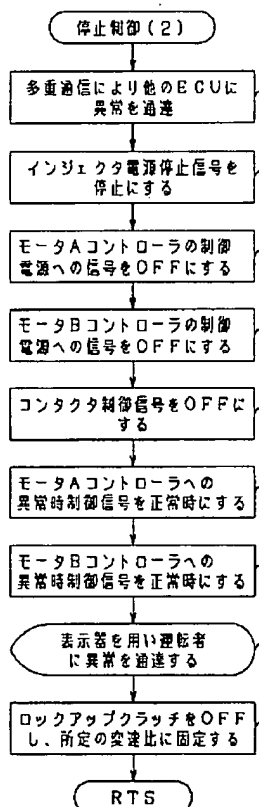 停止制御(2)
多重通信により他のECUに
異常を通達
インジェクタ電源停止信号を
停止にする
モータAコントローラの制御
電源への信号をOFFにする
モータBコントローラの制御
電源への信号をOFFにする
コンタクタ制御信号をOFFに
する
モータAコントローラへの
異常時制御信号を正常時にする
モータBコントローラへの
異常時制御信号を正常時にする
表示器を用い運転者
に異常を通達する
ロックアップクラッチをOFF
し、所定の変速比に固定する
RTS